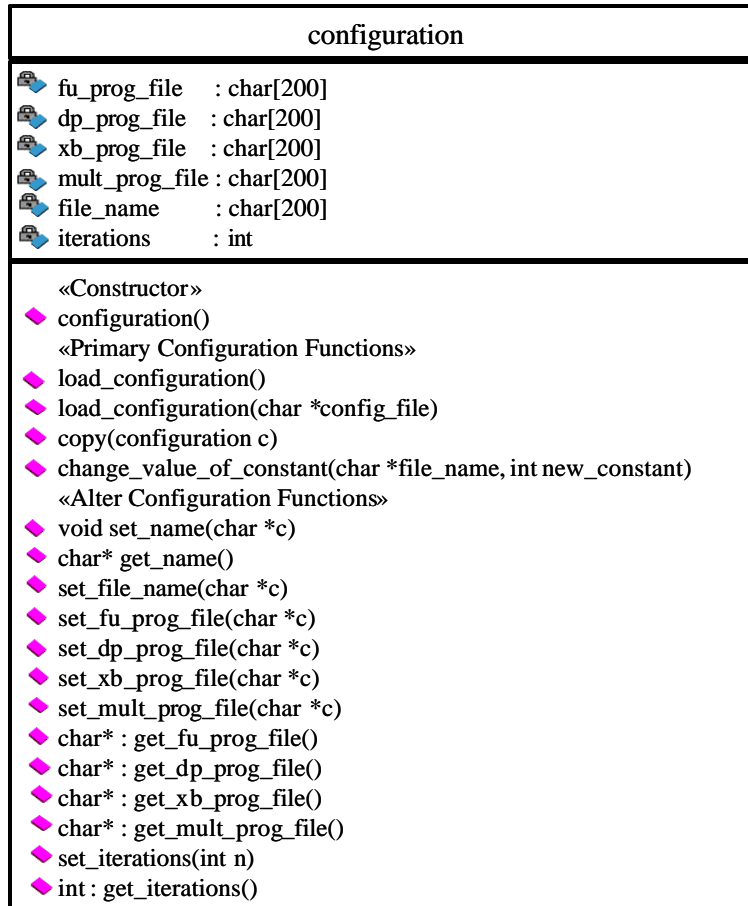 configuration
fu_prog_file : char[200]
dp_prog_file : char[200]
xb_prog_file : char[200]
mult_prog_file : char[200]
file_name : char[200]
iterations : int
«Constructor»
configuration()
«Primary Configuration Functions»
load_configuration()
load_configuration(char *config_file)
copy(configuration c)
change_value_of_constant(char *file_name, int new_constant)
«Alter Configuration Functions»
void set_name(char *c)
char* get_name()
set_file_name(char *c)
set_fu_prog_file(char *c)
set_dp_prog_file(char *c)
set_xb_prog_file(char *c)
set_mult_prog_file(char *c)
char* : get_fu_prog_file()
char* : get_dp_prog_file()
char* : get_xb_prog_file()
char* : get_mult_prog_file()
set_iterations(int n)
int : get_iterations()